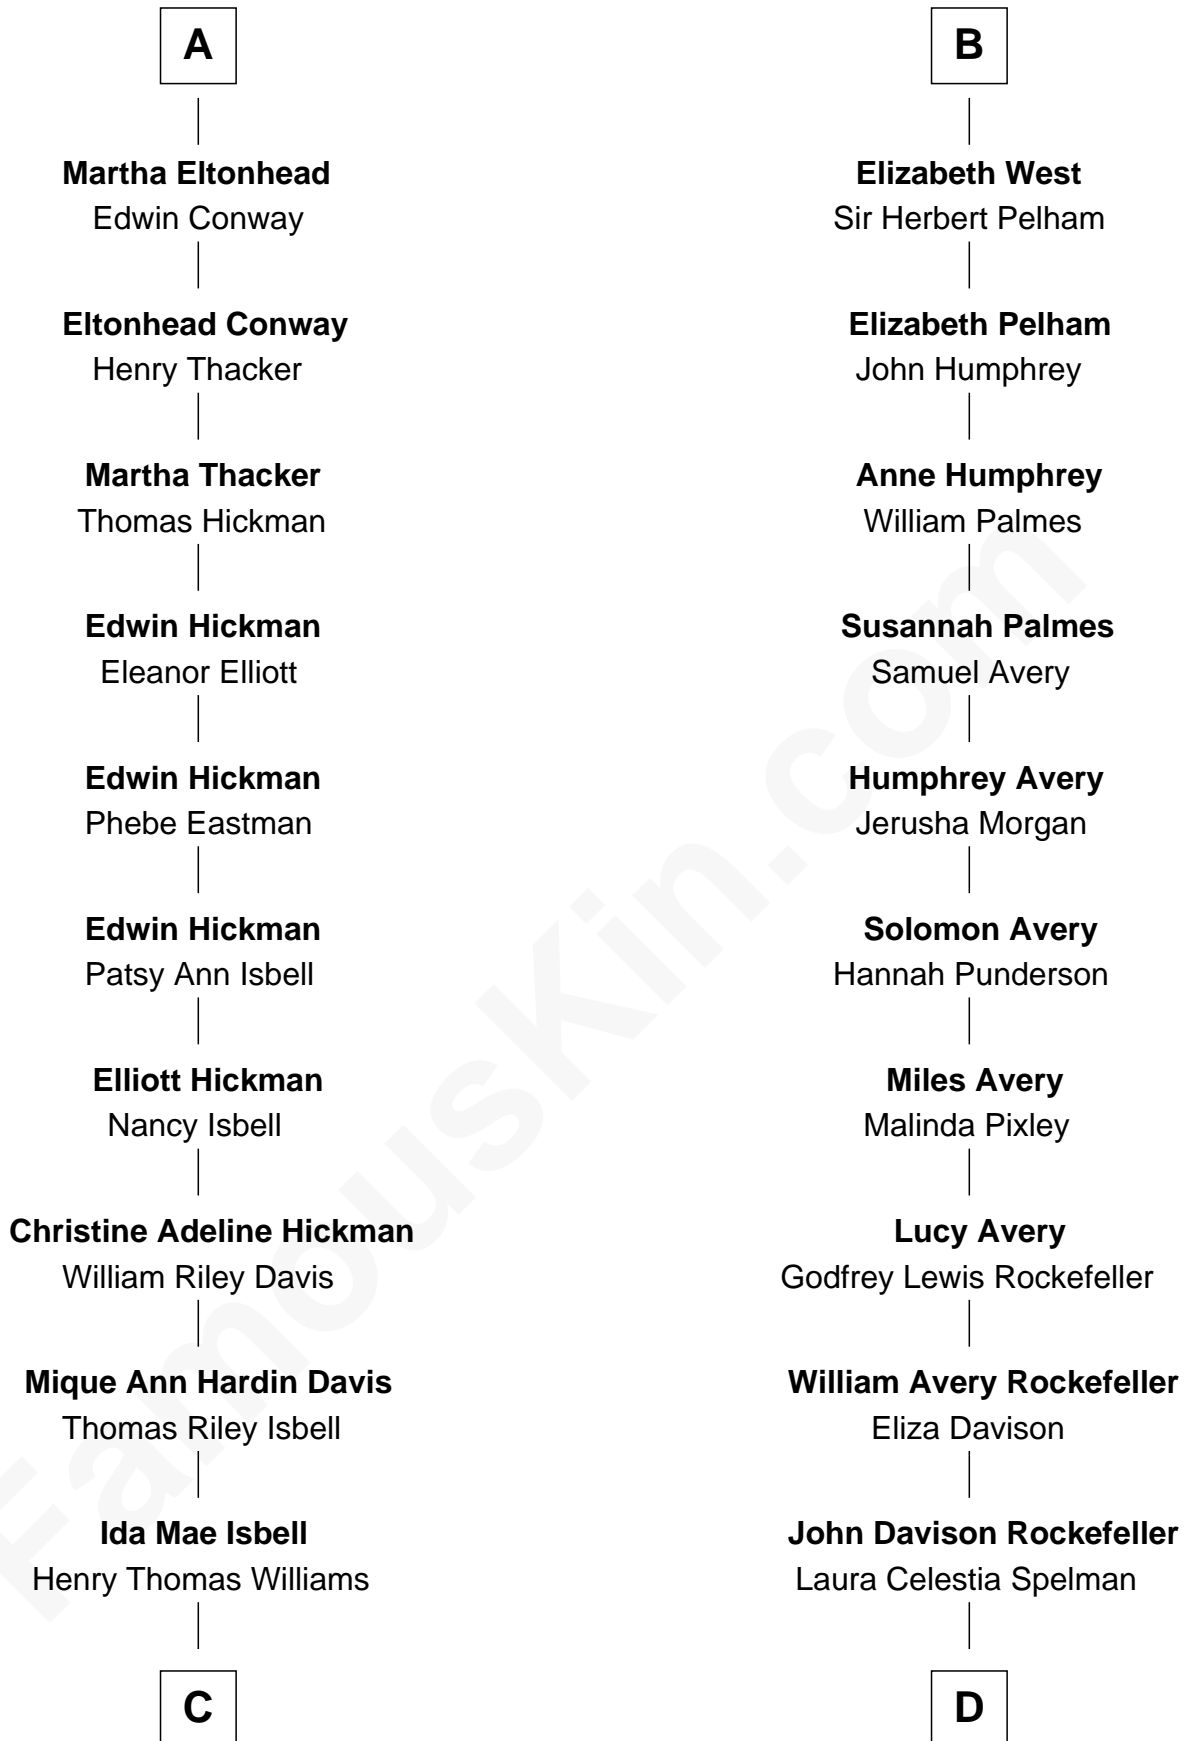 A
Martha Eltonhead
Edwin Conway
Eltonhead Conway
Henry Thacker
Martha Thacker
Thomas Hickman
Edwin Hickman
Eleanor Elliott
Edwin Hickman
Phebe Eastman
Edwin Hickman
Patsy Ann Isbell
Elliott Hickman
Nancy Isbell
Christine Adeline Hickman
William Riley Davis
Mique Ann Hardin Davis
Thomas Riley Isbell
Ida Mae Isbell
Henry Thomas Williams
C
B
Elizabeth West
Sir Herbert Pelham
Elizabeth Pelham
John Humphrey
Anne Humphrey
William Palmes
Susannah Palmes
Samuel Avery
Humphrey Avery
Jerusha Morgan
Solomon Avery
Hannah Punderson
Miles Avery
Malinda Pixley
Lucy Avery
Godfrey Lewis Rockefeller
William Avery Rockefeller
Eliza Davison
John Davison Rockefeller
Laura Celestia Spelman
D
FamousKin.com